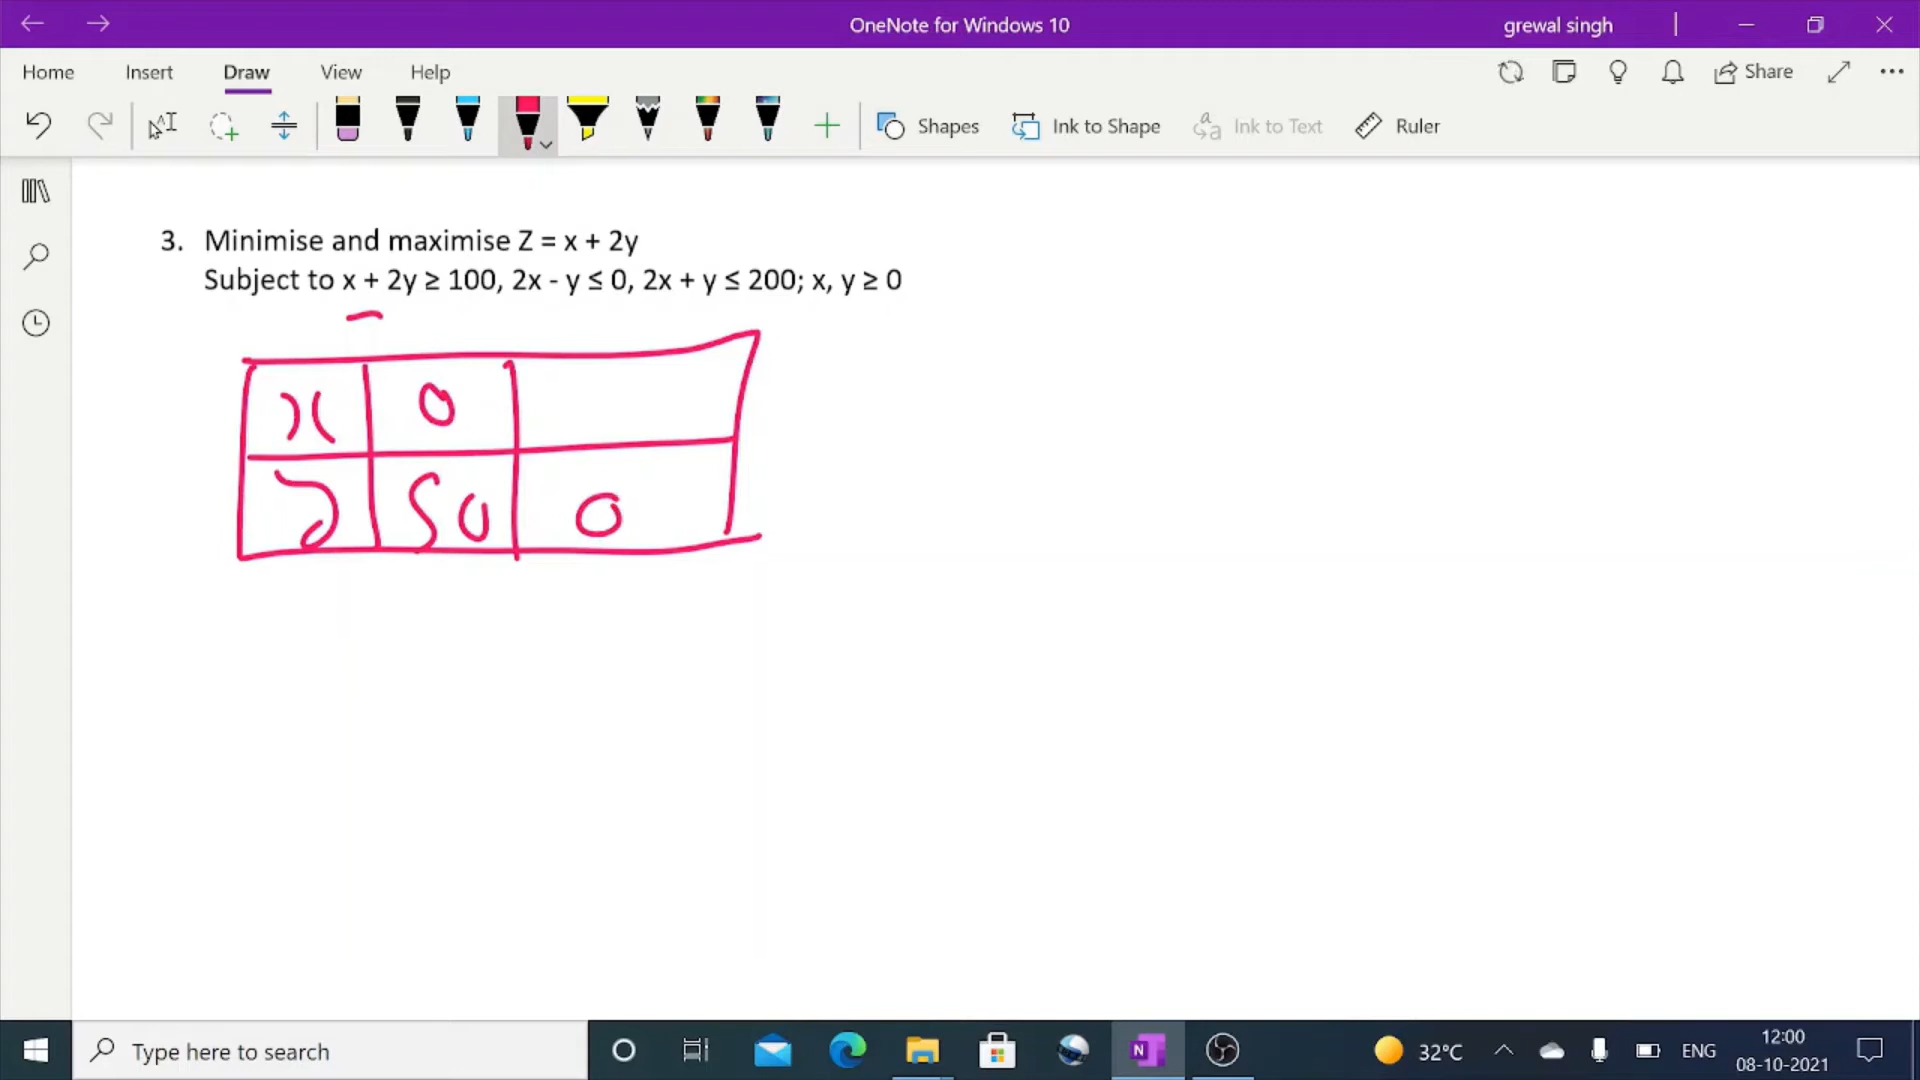 OneNote for Windows 10
grewal singh
Home Insert Draw View Help
Share
Shapes Ink to Shape Ink to Text Ruler
3. Minimise and maximise Z = x + 2y
Subject to x + 2y ≥ 100, 2x - y ≤ 0, 2x + y ≤ 200; x, y ≥ 0
x 0
y 50 0
Type here to search
32°C
ENG
12:00
08-10-2021